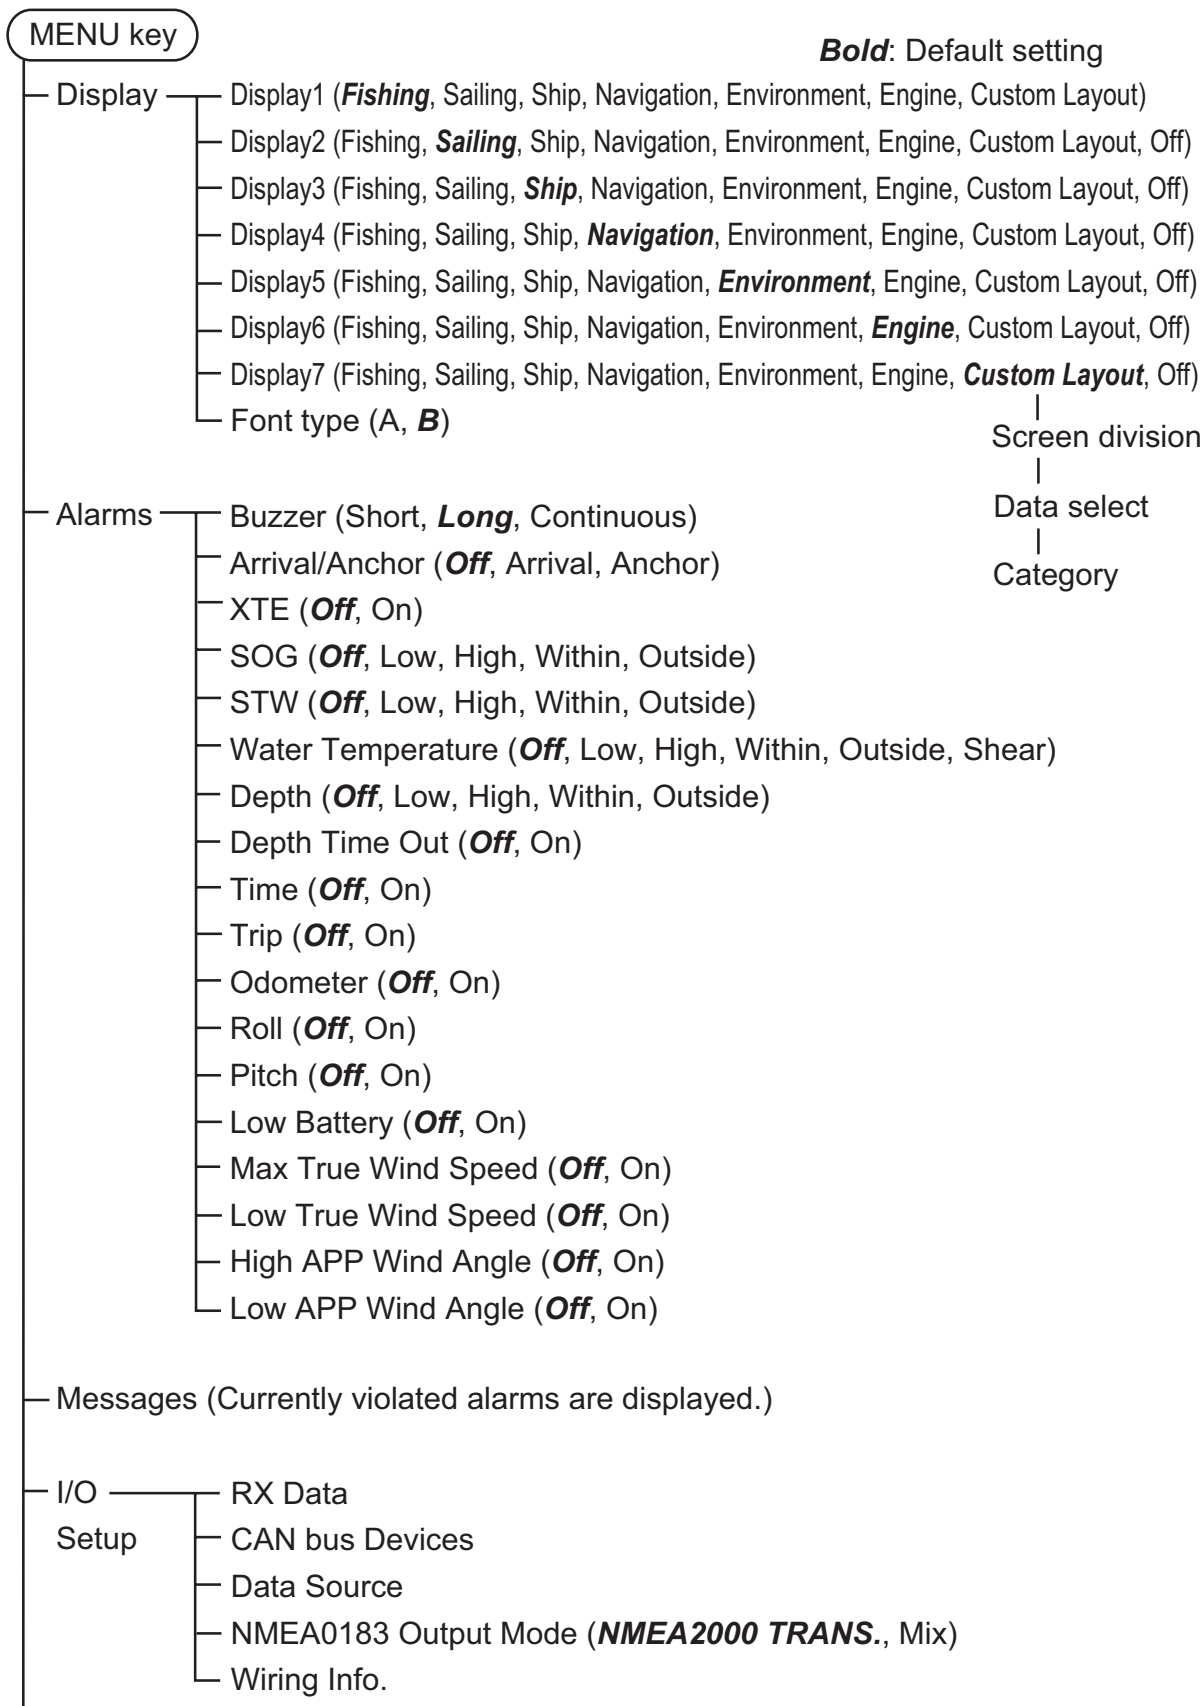 MENU key
Bold: Default setting
Display
Display1 (Fishing, Sailing, Ship, Navigation, Environment, Engine, Custom Layout)
Display2 (Fishing, Sailing, Ship, Navigation, Environment, Engine, Custom Layout, Off)
Display3 (Fishing, Sailing, Ship, Navigation, Environment, Engine, Custom Layout, Off)
Display4 (Fishing, Sailing, Ship, Navigation, Environment, Engine, Custom Layout, Off)
Display5 (Fishing, Sailing, Ship, Navigation, Environment, Engine, Custom Layout, Off)
Display6 (Fishing, Sailing, Ship, Navigation, Environment, Engine, Custom Layout, Off)
Display7 (Fishing, Sailing, Ship, Navigation, Environment, Engine, Custom Layout, Off)
Font type (A, B)
Screen division
Data select
Category
Alarms
Buzzer (Short, Long, Continuous)
Arrival/Anchor (Off, Arrival, Anchor)
XTE (Off, On)
SOG (Off, Low, High, Within, Outside)
STW (Off, Low, High, Within, Outside)
Water Temperature (Off, Low, High, Within, Outside, Shear)
Depth (Off, Low, High, Within, Outside)
Depth Time Out (Off, On)
Time (Off, On)
Trip (Off, On)
Odometer (Off, On)
Roll (Off, On)
Pitch (Off, On)
Low Battery (Off, On)
Max True Wind Speed (Off, On)
Low True Wind Speed (Off, On)
High APP Wind Angle (Off, On)
Low APP Wind Angle (Off, On)
Messages (Currently violated alarms are displayed.)
I/O
Setup
RX Data
CAN bus Devices
Data Source
NMEA0183 Output Mode (NMEA2000 TRANS., Mix)
Wiring Info.